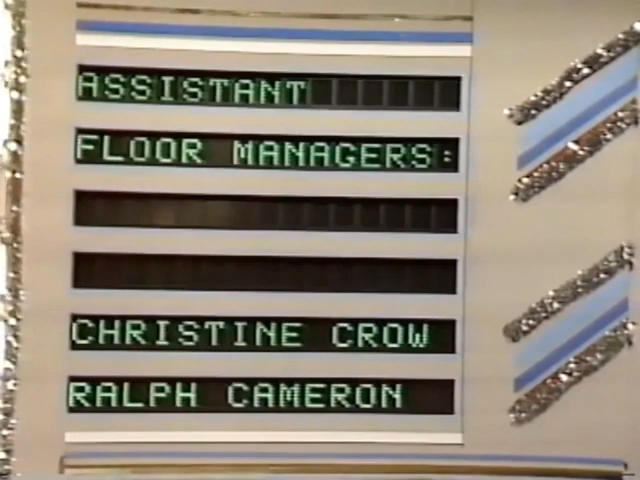 ASSISTANT
FLOOR MANAGERS:
CHRISTINE CROW
RALPH CAMERON